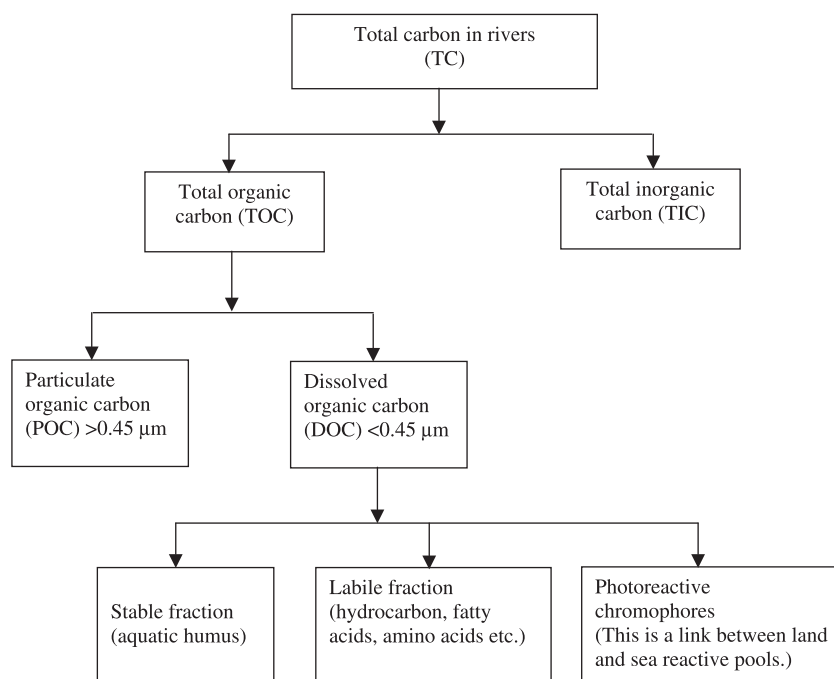 Total carbon in rivers
(TC)
Total organic
carbon (TOC)
Total inorganic
carbon (TIC)
Particulate
organic carbon
(POC) >0.45 µm
Dissolved
organic carbon
(DOC) <0.45 µm
Stable fraction
(aquatic humus)
Labile fraction
(hydrocarbon, fatty
acids, amino acids etc.)
Photoreactive
chromophores
(This is a link between land
and sea reactive pools.)